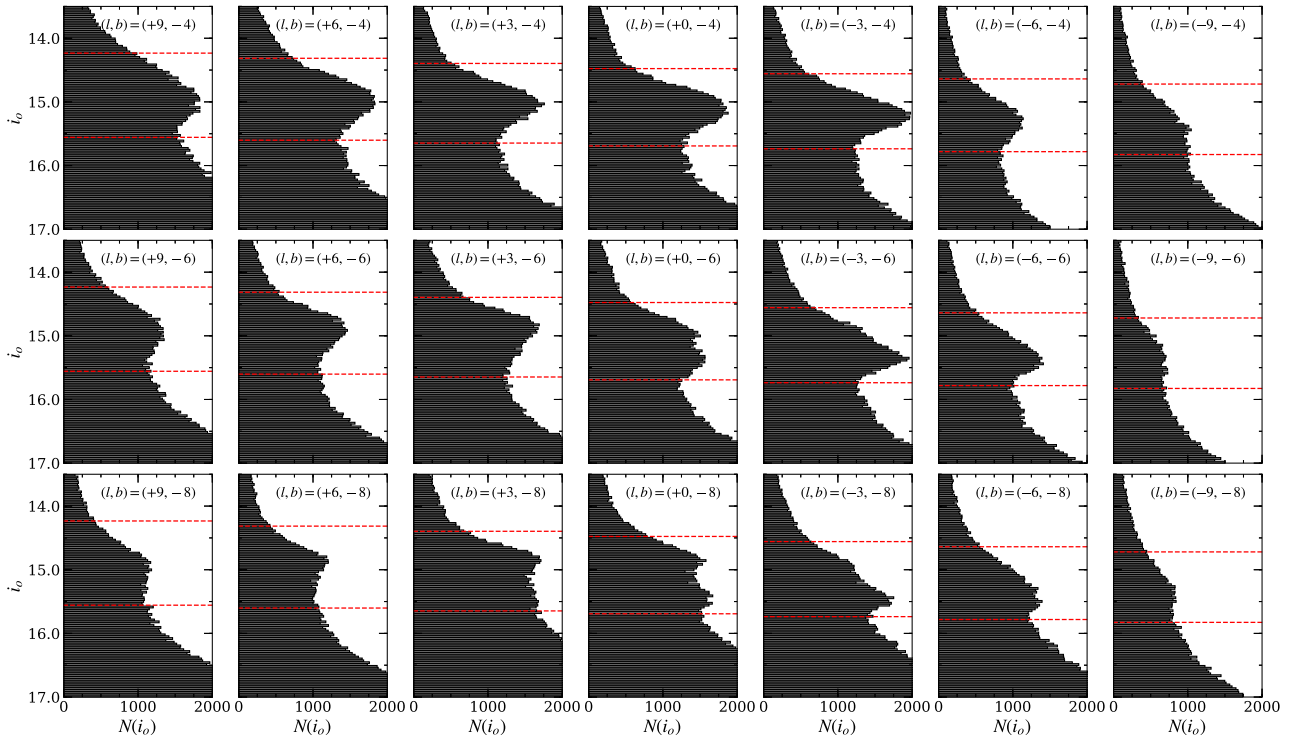 (l, b) = (+9, −4) (l, b) = (+6, −4) (l, b) = (+3, −4) (l, b) = (+0, −4) (l, b) = (−3, −4) (l, b) = (−6, −4) (l, b) = (−9, −4)
14.0
15.0
i_o
16.0
17.0
(l, b) = (+9, −6) (l, b) = (+6, −6) (l, b) = (+3, −6) (l, b) = (+0, −6) (l, b) = (−3, −6) (l, b) = (−6, −6) (l, b) = (−9, −6)
14.0
15.0
i_o
16.0
17.0
(l, b) = (+9, −8) (l, b) = (+6, −8) (l, b) = (+3, −8) (l, b) = (+0, −8) (l, b) = (−3, −8) (l, b) = (−6, −8) (l, b) = (−9, −8)
14.0
15.0
i_o
16.0
17.0
0 1000 2000 0 1000 2000 0 1000 2000 0 1000 2000 0 1000 2000 0 1000 2000 0 1000 2000
N(i_o) N(i_o) N(i_o) N(i_o) N(i_o) N(i_o) N(i_o)